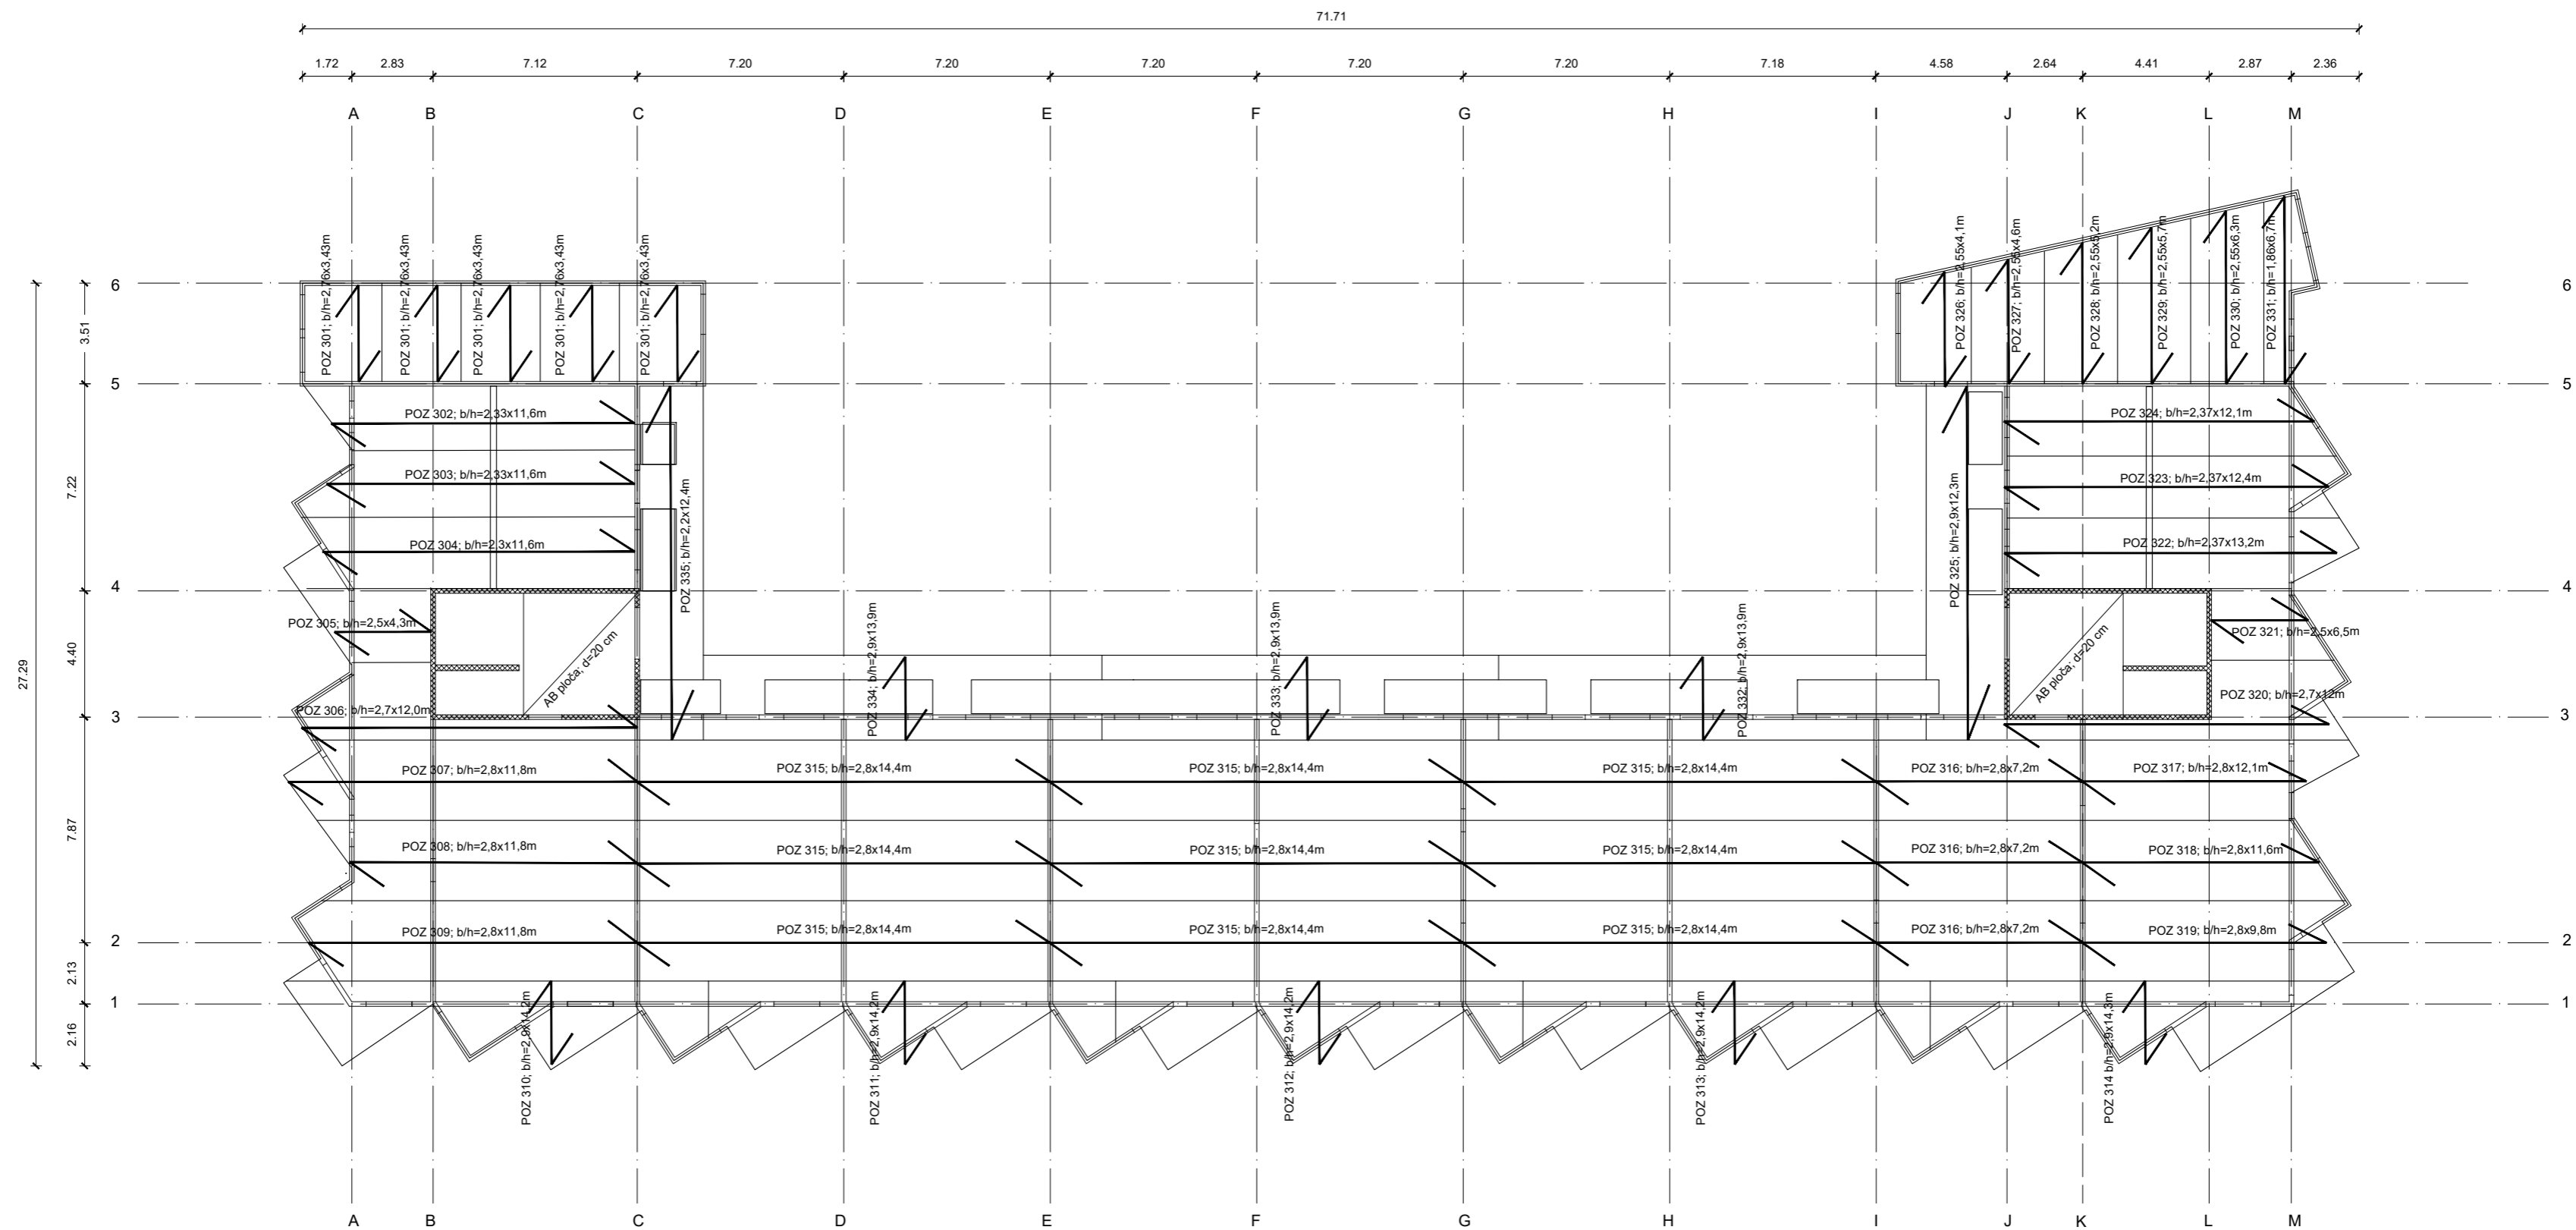 71.71
1.72 2.83 7.12 7.20 7.20 7.20 7.20 7.20 7.18 4.58 2.64 4.41 2.87 2.36
A B C D E F G H I J K L M
POZ 301; b/h=2,76x3,43m
POZ 301; b/h=2,76x3,43m
POZ 301; b/h=2,76x3,43m
POZ 301; b/h=2,76x3,43m
POZ 301; b/h=2,76x3,43m
POZ 326; b/h=2,55x4,1m
POZ 327; b/h=2,55x4,6m
POZ 328; b/h=2,55x5,2m
POZ 329; b/h=2,55x5,7m
POZ 330; b/h=2,55x6,3m
POZ 331; b/h=1,86x6,7m
6
6
3.51
5
5
POZ 302; b/h=2,33x11,6m
POZ 324; b/h=2,37x12,1m
POZ 303; b/h=2,33x11,6m
POZ 323; b/h=2,37x12,4m
7.22
POZ 304; b/h=2,3x11,6m
POZ 322; b/h=2,37x13,2m
POZ 335; b/h=2,2x12,4m
POZ 325; b/h=2,9x12,3m
4
4
POZ 305; b/h=2,5x4,3m
POZ 321; b/h=2,5x6,5m
4.40
27.29
AB ploča; d=20 cm
AB ploča; d=20 cm
POZ 334; b/h=2,9x13,9m
POZ 333; b/h=2,9x13,9m
POZ 332; b/h=2,9x13,9m
POZ 306; b/h=2,7x12,0m
POZ 320; b/h=2,7x12m
3
3
POZ 307; b/h=2,8x11,8m
POZ 315; b/h=2,8x14,4m
POZ 315; b/h=2,8x14,4m
POZ 315; b/h=2,8x14,4m
POZ 316; b/h=2,8x7,2m
POZ 317; b/h=2,8x12,1m
7.87
POZ 308; b/h=2,8x11,8m
POZ 315; b/h=2,8x14,4m
POZ 315; b/h=2,8x14,4m
POZ 315; b/h=2,8x14,4m
POZ 316; b/h=2,8x7,2m
POZ 318; b/h=2,8x11,6m
POZ 309; b/h=2,8x11,8m
POZ 315; b/h=2,8x14,4m
POZ 315; b/h=2,8x14,4m
POZ 315; b/h=2,8x14,4m
POZ 316; b/h=2,8x7,2m
POZ 319; b/h=2,8x9,8m
2
2
2.13
1
1
2.16
POZ 310; b/h=2,9x14,2m
POZ 311; b/h=2,9x14,2m
POZ 312; b/h=2,9x14,2m
POZ 313; b/h=2,9x14,2m
POZ 314 b/h=2,9x14,3m
A B C D E F G H I J K L M